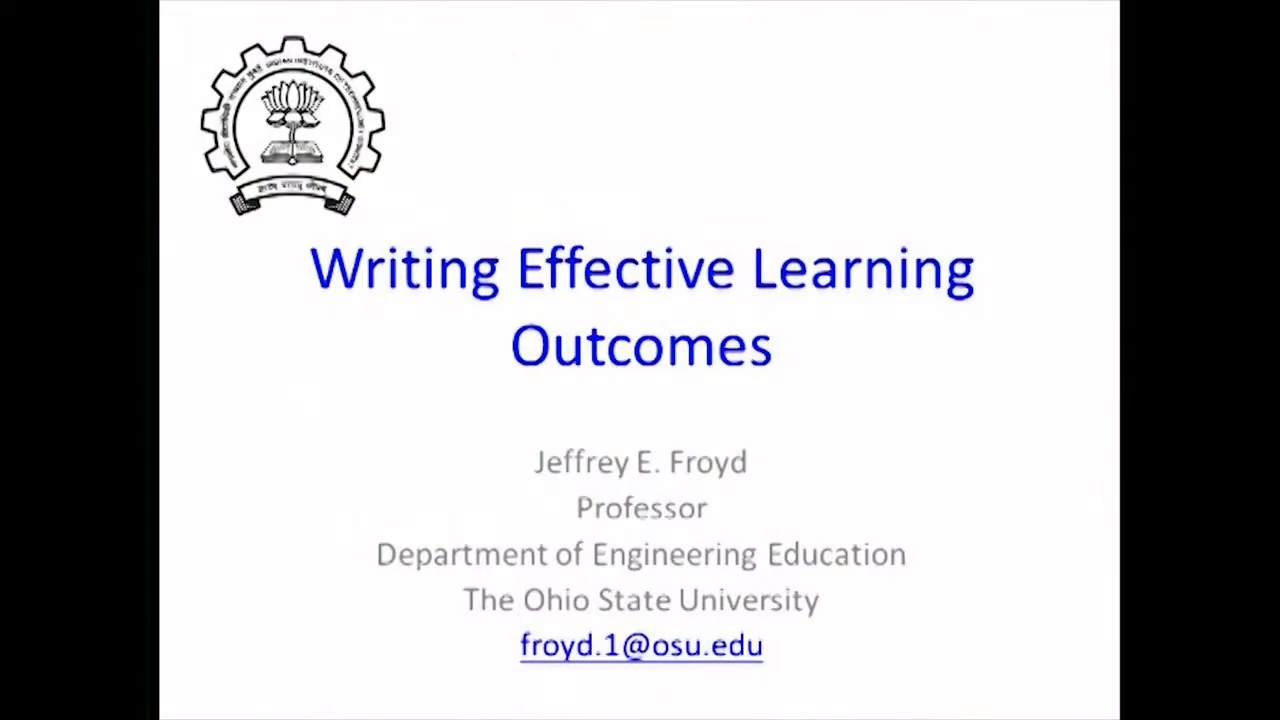 Writing Effective Learning
Outcomes
Jeffrey E. Froyd
Professor
Department of Engineering Education
The Ohio State University
froyd.1@osu.edu